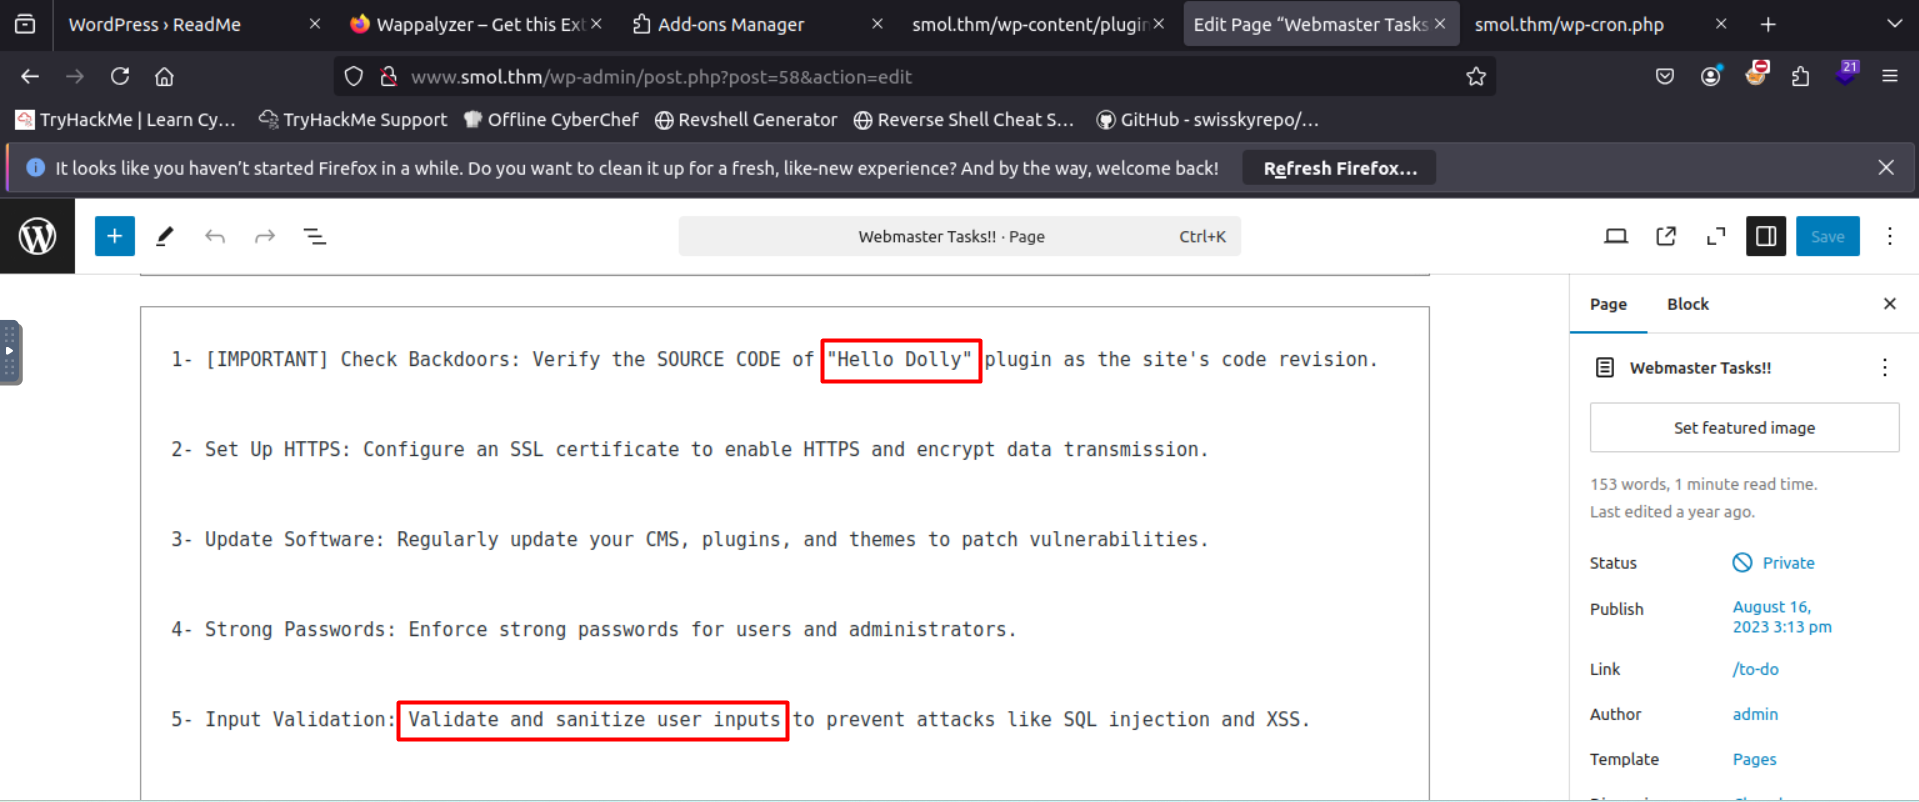 WordPress › ReadMe
Wappalyzer – Get this Ext
Add-ons Manager
smol.thm/wp-content/plugin
Edit Page “Webmaster Tasks
smol.thm/wp-cron.php
www.smol.thm/wp-admin/post.php?post=58&action=edit
21
TryHackMe | Learn Cy…
TryHackMe Support
Offline CyberChef
Revshell Generator
Reverse Shell Cheat S…
GitHub - swisskyrepo/…
It looks like you haven’t started Firefox in a while. Do you want to clean it up for a fresh, like-new experience? And by the way, welcome back!
Refresh Firefox…
Webmaster Tasks!! · Page
Ctrl+K
Save
1- [IMPORTANT] Check Backdoors: Verify the SOURCE CODE of "Hello Dolly" plugin as the site's code revision.
2- Set Up HTTPS: Configure an SSL certificate to enable HTTPS and encrypt data transmission.
3- Update Software: Regularly update your CMS, plugins, and themes to patch vulnerabilities.
4- Strong Passwords: Enforce strong passwords for users and administrators.
5- Input Validation: Validate and sanitize user inputs to prevent attacks like SQL injection and XSS.
Page
Block
Webmaster Tasks!!
Set featured image
153 words, 1 minute read time.
Last edited a year ago.
Status
Private
Publish
August 16,
2023 3:13 pm
Link
/to-do
Author
admin
Template
Pages